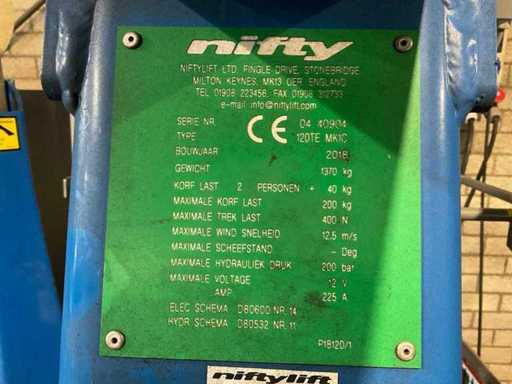 nifty
NIFTYLIFT LTD, FINGLE DRIVE, STONEBRIDGE
MILTON KEYNES, MK13 0ER ENGLAND
TEL 01908 223456, FAX 01908 312733
e-mail info@niftylift.com
SERIE NR. CE 04 40904
TYPE 120TE MK1C
BOUWJAAR 2018
GEWICHT 1370 kg
KORF LAST 2 PERSONEN + 40 kg
MAXIMALE KORF LAST 200 kg
MAXIMALE TREK LAST 400 N
MAXIMALE WIND SNELHEID 12.5 m/s
MAXIMALE SCHEEFSTAND - Deg
MAXIMALE HYDRAULIEK DRUK 200 bar
MAXIMALE VOLTAGE 12 V
AMP 225 A
ELEC SCHEMA D80600 NR.14
HYDR SCHEMA D80532 NR.11
P18120/1
niftylift